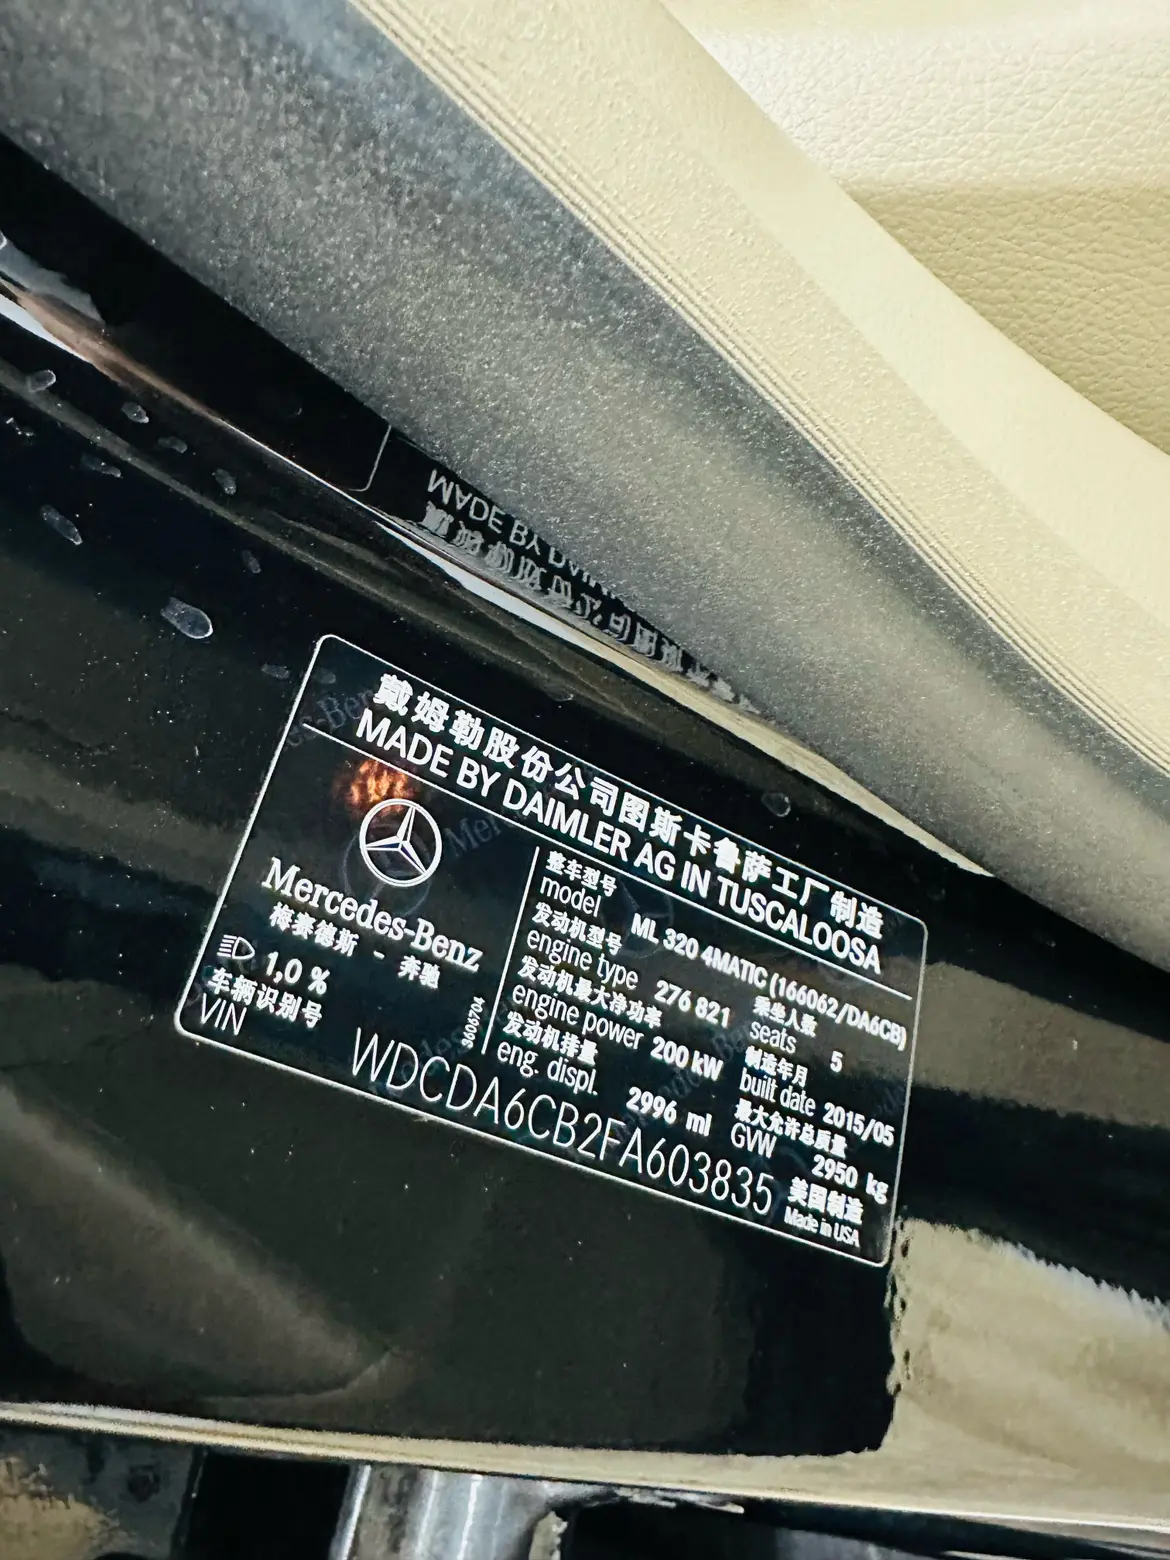 戴姆勒股份公司图斯卡鲁萨工厂制造
MADE BY DAIMLER AG IN TUSCALOOSA
Mercedes-Benz
梅赛德斯 - 奔驰
1,0 %
3606704
整车型号
model ML 320 4MATIC (166062/DA6CB)
发动机型号
engine type 276 821
乘坐人数
seats 5
发动机最大净功率
engine power 200 kW
制造年月
built date 2015/05
发动机排量
eng. displ. 2996 ml
最大允许总质量
GVW 2950 kg
车辆识别号
VIN WDCDA6CB2FA603835
美国制造
Made in USA
MADE BY DAIM